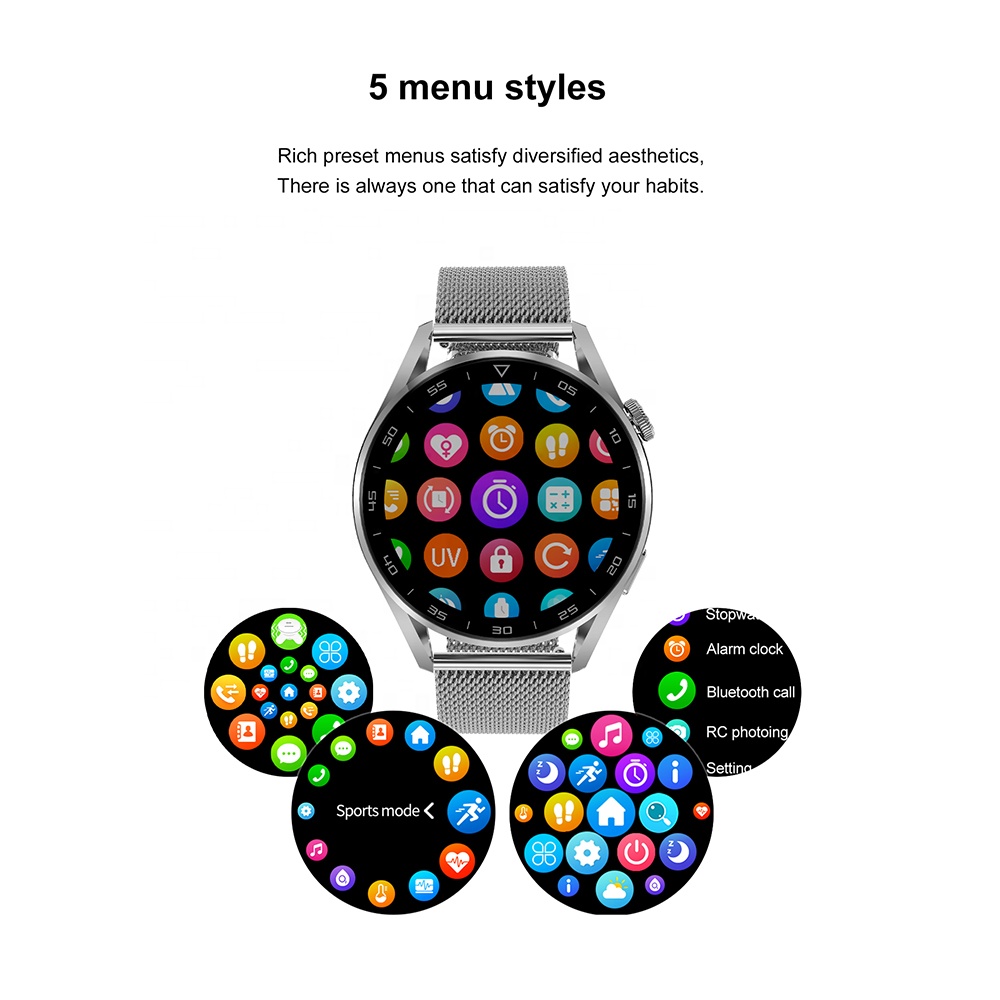 5 menu styles
Rich preset menus satisfy diversified aesthetics,
There is always one that can satisfy your habits.
55
05
50
10
45
15
UV
40
20
35
25
30
Alarm clock
Bluetooth call
RC photoing
Setting
Sports mode
z z
z z